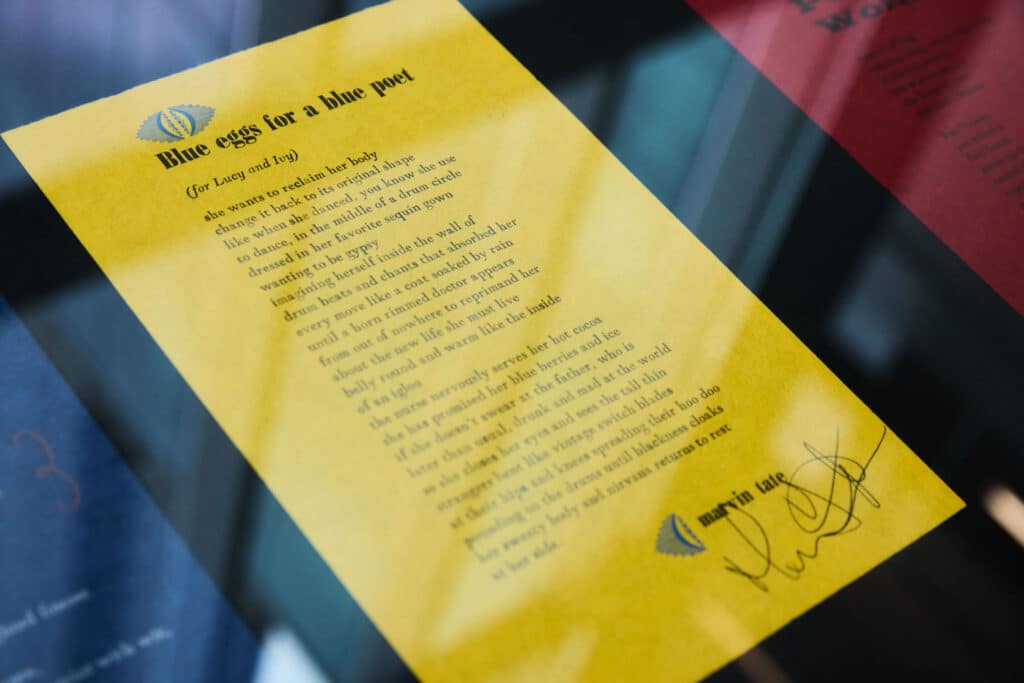 Blue eggs for a blue poet
(for Lucy and Ivy)
she wants to reclaim her body
change it back to its original shape
like when she danced, you know she use
to dance, in the middle of a drum circle
dressed in her favorite sequin gown
wanting to be gypsy
imagining herself inside the wall of
drum beats and chants that absorbed her
every move like a coat soaked by rain
until a horn rimmed doctor appears
from out of nowhere to reprimand her
about the new life she must live
belly round and warm like the inside
of an igloo
the nurse nervously serves her hot cocoa
she has promised her blue berries and ice
if she doesn't swear at the father, who is
later than usual, drunk and mad at the world
so she closes her eyes and sees the tall thin
strangers bone like vintage switch blades
at their hips and knees spreading their hoo doo
pounding to the drums until blackness cloaks
her sweaty body and nirvana returns to rest
at her side.
marvin tate
3
with